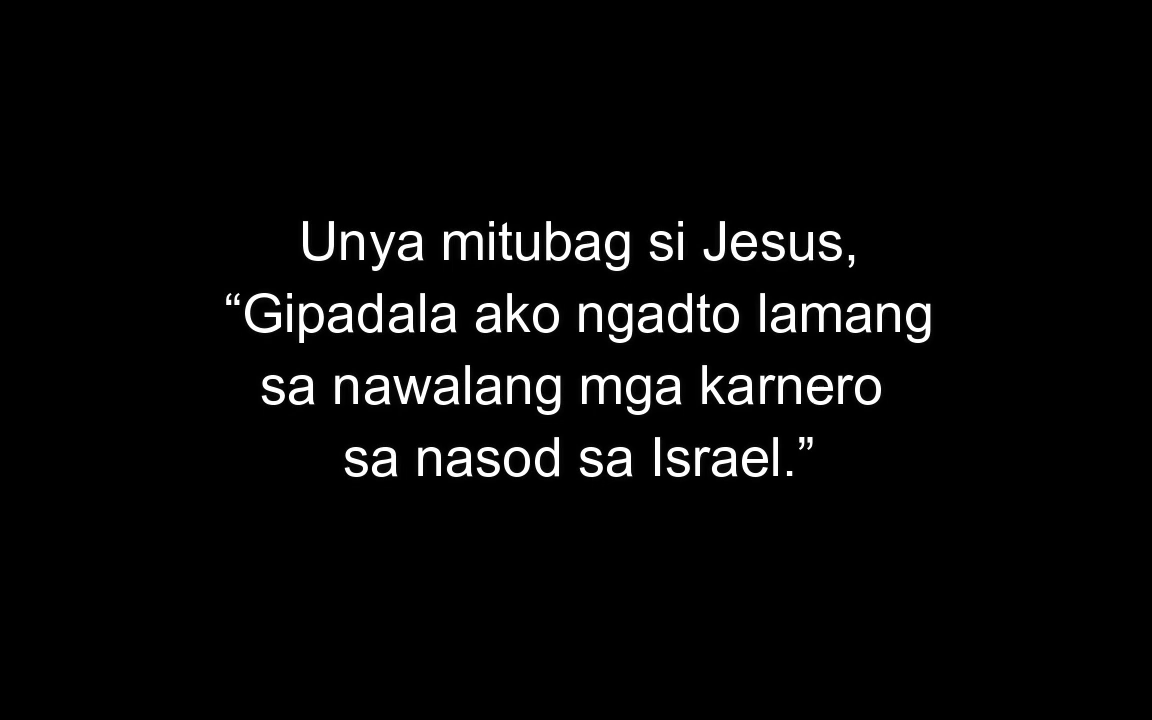 Unya mitubag si Jesus,
“Gipadala ako ngadto lamang
sa nawalang mga karnero
sa nasod sa Israel.”